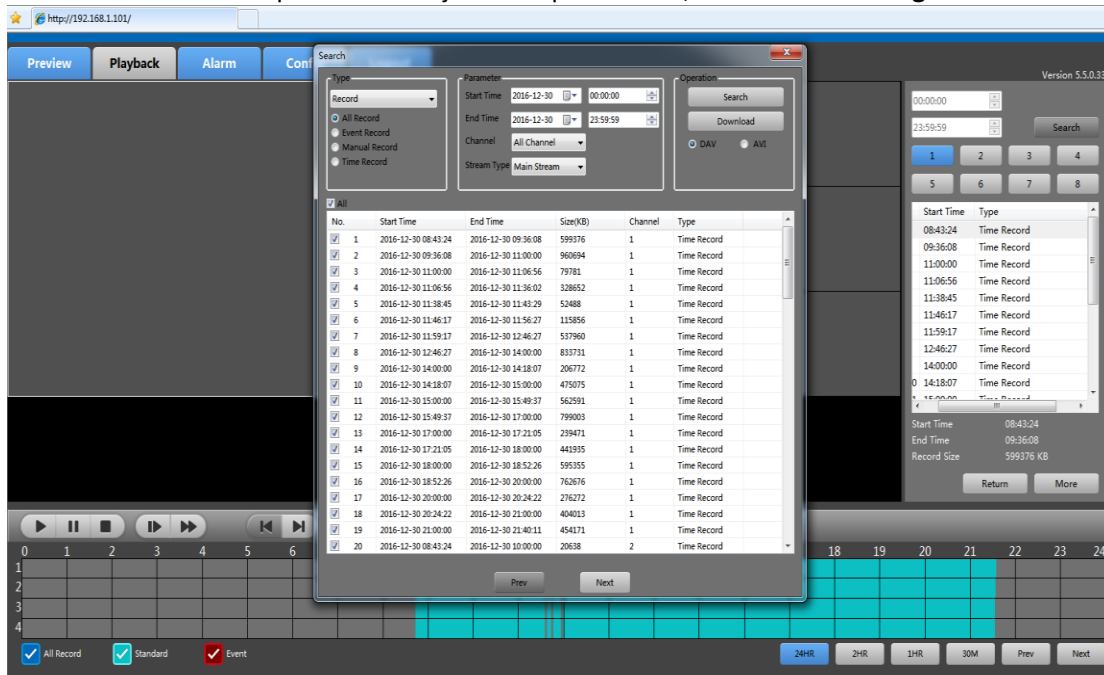 http://192.168.1.101/
Preview Playback Alarm Conf
Version 5.5.0.33
Search
Type
Record
All Record
Event Record
Manual Record
Time Record
Parameter
Start Time 2016-12-30 00:00:00
End Time 2016-12-30 23:59:59
Channel All Channel
Stream Type Main Stream
Operation
Search
Download
DAV AVI
All
No. Start Time End Time Size(KB) Channel Type
1 2016-12-30 08:43:24 2016-12-30 09:36:08 599376 1 Time Record
2 2016-12-30 09:36:08 2016-12-30 11:00:00 960694 1 Time Record
3 2016-12-30 11:00:00 2016-12-30 11:06:56 79781 1 Time Record
4 2016-12-30 11:06:56 2016-12-30 11:36:02 328652 1 Time Record
5 2016-12-30 11:38:45 2016-12-30 11:43:29 52488 1 Time Record
6 2016-12-30 11:46:17 2016-12-30 11:56:27 115856 1 Time Record
7 2016-12-30 11:59:17 2016-12-30 12:46:27 537960 1 Time Record
8 2016-12-30 12:46:27 2016-12-30 14:00:00 833731 1 Time Record
9 2016-12-30 14:00:00 2016-12-30 14:18:07 206772 1 Time Record
10 2016-12-30 14:18:07 2016-12-30 15:00:00 475075 1 Time Record
11 2016-12-30 15:00:00 2016-12-30 15:49:37 562591 1 Time Record
12 2016-12-30 15:49:37 2016-12-30 17:00:00 799003 1 Time Record
13 2016-12-30 17:00:00 2016-12-30 17:21:05 239471 1 Time Record
14 2016-12-30 17:21:05 2016-12-30 18:00:00 441935 1 Time Record
15 2016-12-30 18:00:00 2016-12-30 18:52:26 595355 1 Time Record
16 2016-12-30 18:52:26 2016-12-30 20:00:00 762676 1 Time Record
17 2016-12-30 20:00:00 2016-12-30 20:24:22 276272 1 Time Record
18 2016-12-30 20:24:22 2016-12-30 21:00:00 404013 1 Time Record
19 2016-12-30 21:00:00 2016-12-30 21:40:11 454171 1 Time Record
20 2016-12-30 08:43:24 2016-12-30 10:00:00 20638 2 Time Record
Prev Next
00:00:00
23:59:59 Search
1 2 3 4
5 6 7 8
Start Time Type
08:43:24 Time Record
09:36:08 Time Record
11:00:00 Time Record
11:06:56 Time Record
11:38:45 Time Record
11:46:17 Time Record
11:59:17 Time Record
12:46:27 Time Record
14:00:00 Time Record
0 14:18:07 Time Record
1 15:00:00 Time Record
Start Time 08:43:24
End Time 09:36:08
Record Size 599376 KB
Return More
0 1 2 3 4 5 6 18 19 20 21 22 23 24
1
2
3
4
All Record Standard Event 24HR 2HR 1HR 30M Prev Next